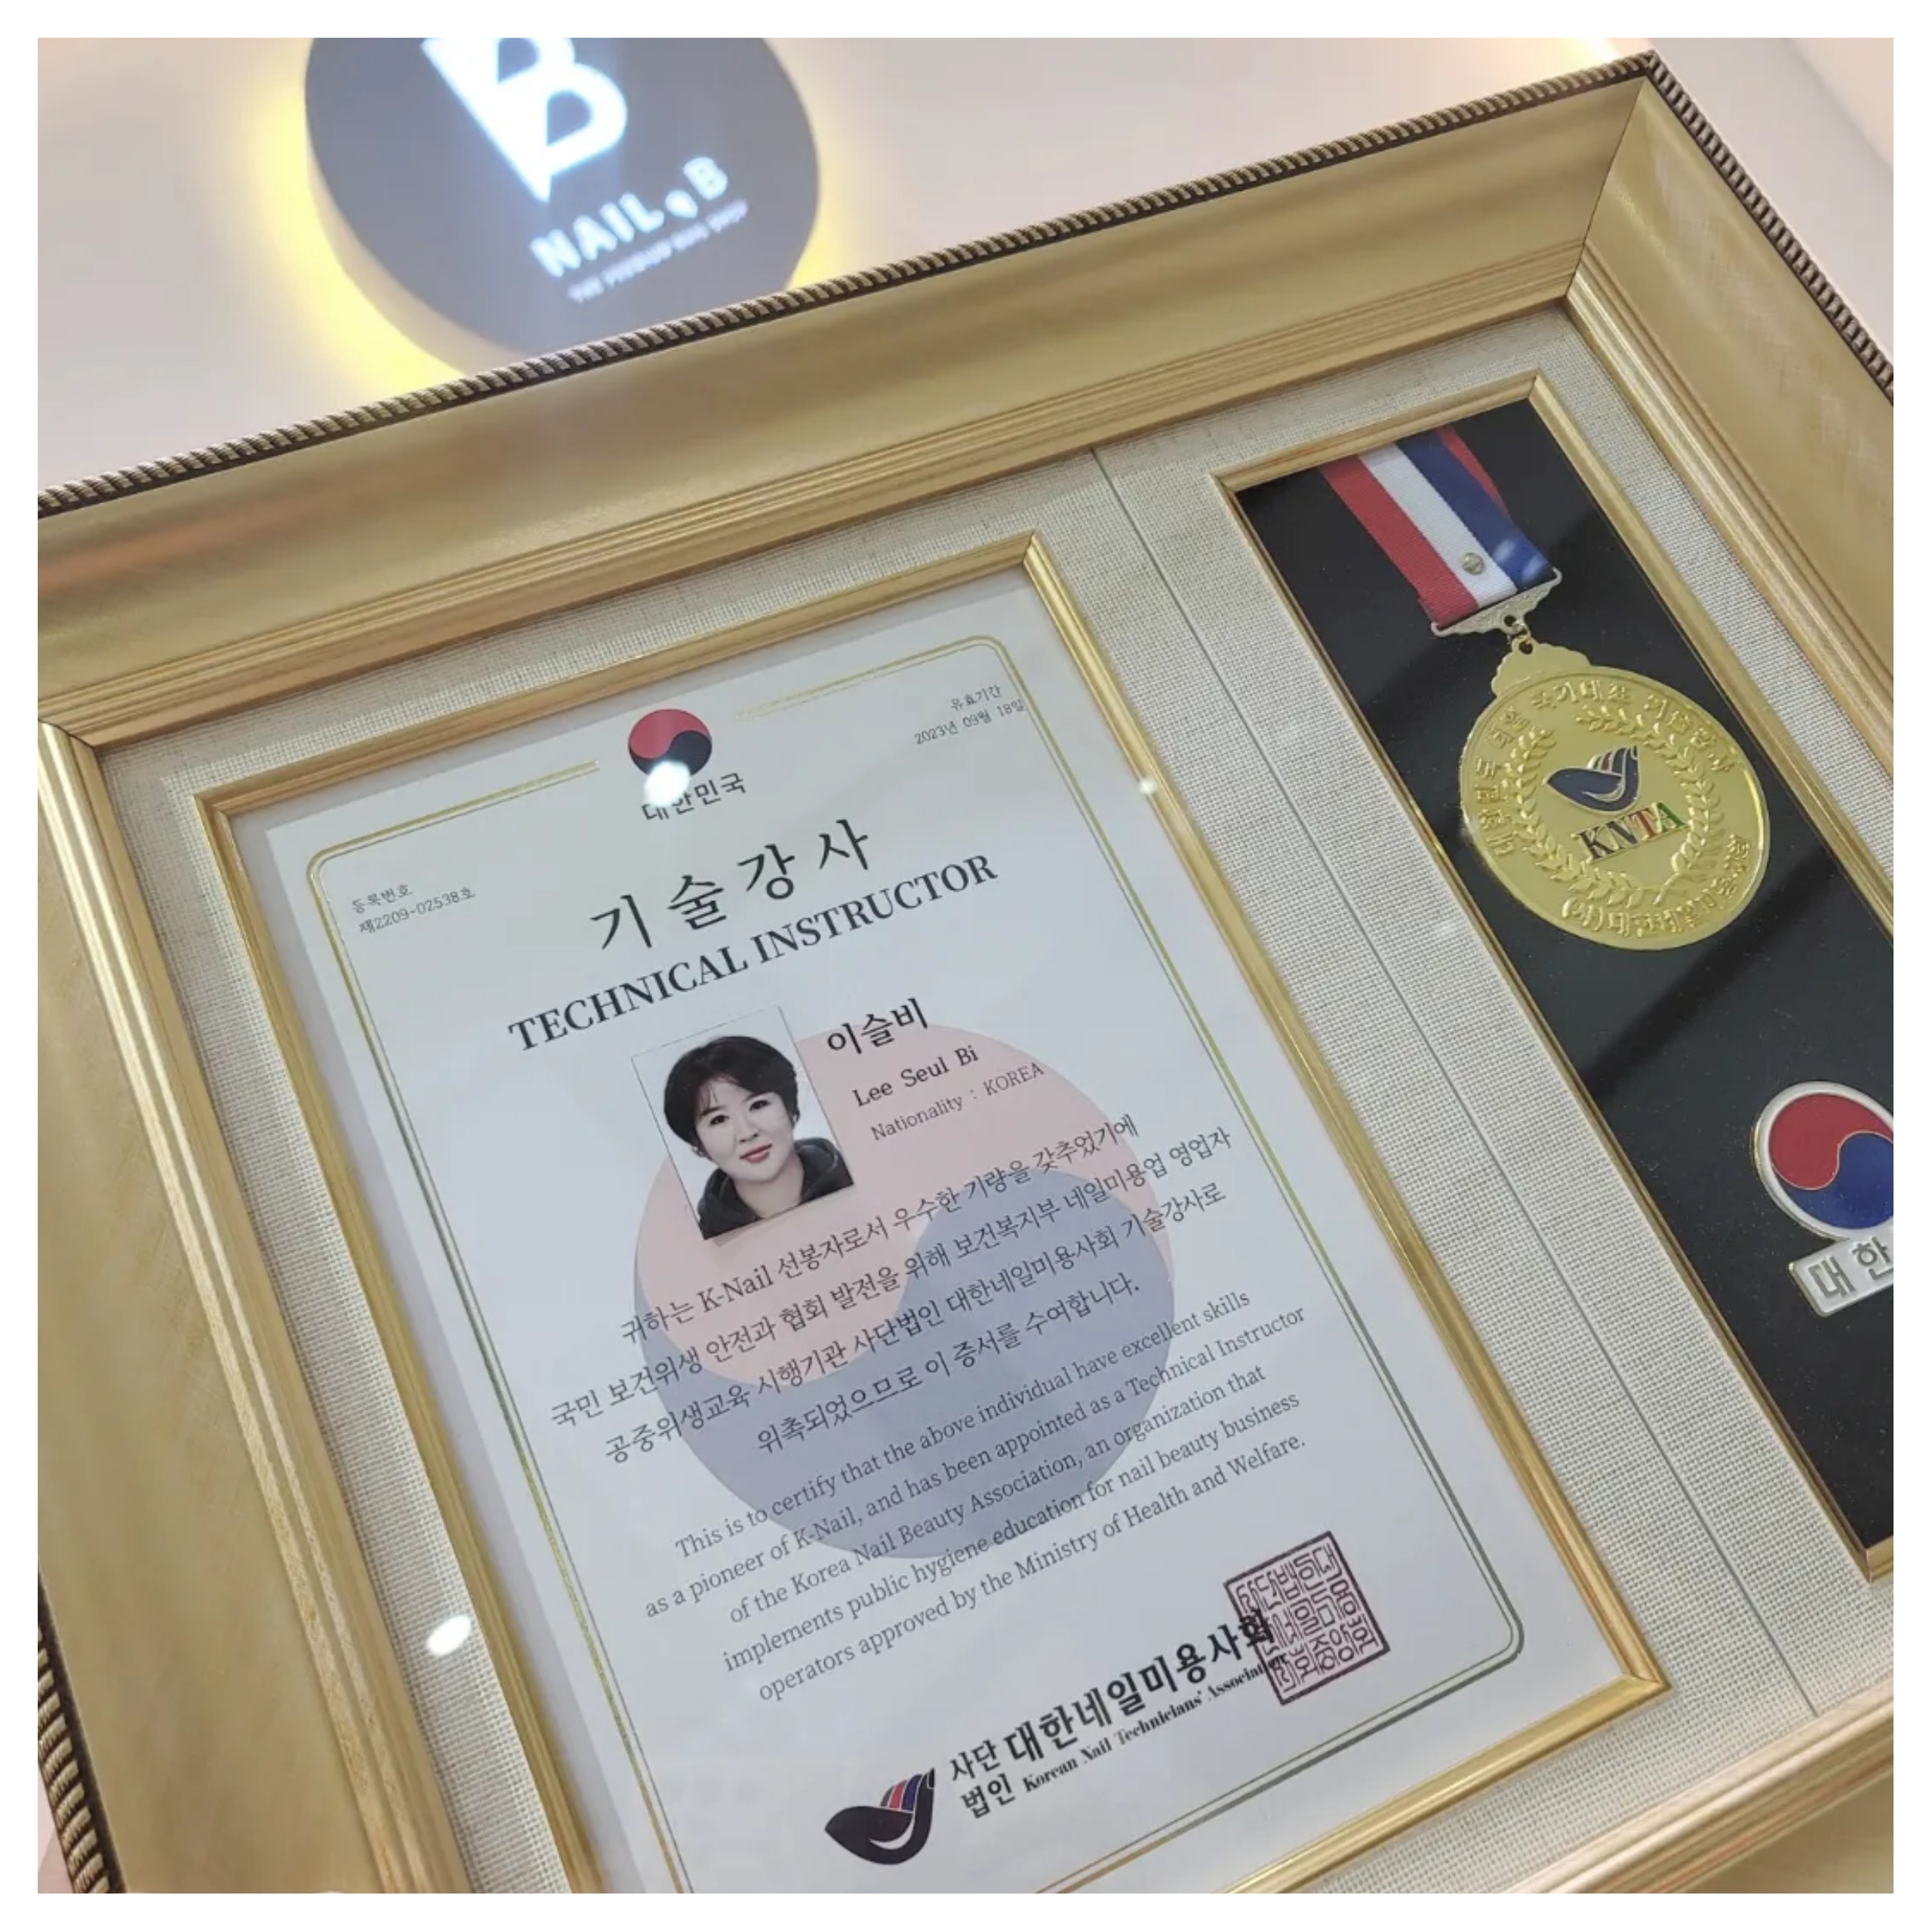 B
NAIL B
THE PREMIUM NAIL SHOP
유효기간
2023년 09월 18일
대한민국
등록번호
제2209-02538호
기술강사
TECHNICAL INSTRUCTOR
이슬비
Lee Seul Bi
Nationality : KOREA
귀하는 K-Nail 선봉자로서 우수한 기량을 갖추었기에
국민 보건위생 안전과 협회 발전을 위해 보건복지부 네일미용업 영업자
공중위생교육 시행기관 사단법인 대한네일미용사회 기술강사로
위촉되었으므로 이 증서를 수여합니다.
This is to certify that the above individual have excellent skills
as a pioneer of K-Nail, and has been appointed as a Technical Instructor
of the Korea Nail Beauty Association, an organization that
implements public hygiene education for nail beauty business
operators approved by the Ministry of Health and Welfare.
사단법인 대한네일미용사회
Korean Nail Technicians' Association
KNTA
대한